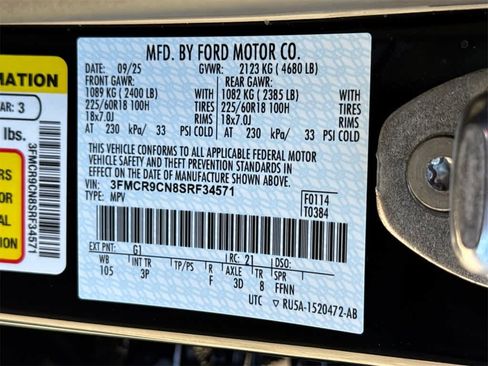 MATION
AR: 3
lbs.
3FMCR9CN8SRF34571
MFD. BY FORD MOTOR CO.
DATE: 09/25 GVWR: 2123 KG ( 4680 LB)
FRONT GAWR: REAR GAWR:
1089 KG ( 2400 LB) WITH 1082 KG ( 2385 LB) WITH
225/60R18 100H TIRES 225/60R18 100H TIRES
18x7.0J RIMS 18x7.0J RIMS
AT 230 kPa/ 33 PSI COLD AT 230 kPa/ 33 PSI COLD
THIS VEHICLE CONFORMS TO ALL APPLICABLE FEDERAL MOTOR
VEHICLE SAFETY AND THEFT PREVENTION STANDARDS IN
EFFECT ON THE DATE OF MANUFACTURE SHOWN ABOVE.
VIN: 3FMCR9CN8SRF34571
TYPE: MPV
F0114
T0384
EXT PNT: G1 RC: 21 DSO:
WB INT TR TP/PS R AXLE TR SPR
105 3P F 3D 8 FFNN
UTC RU5A-1520472-AB